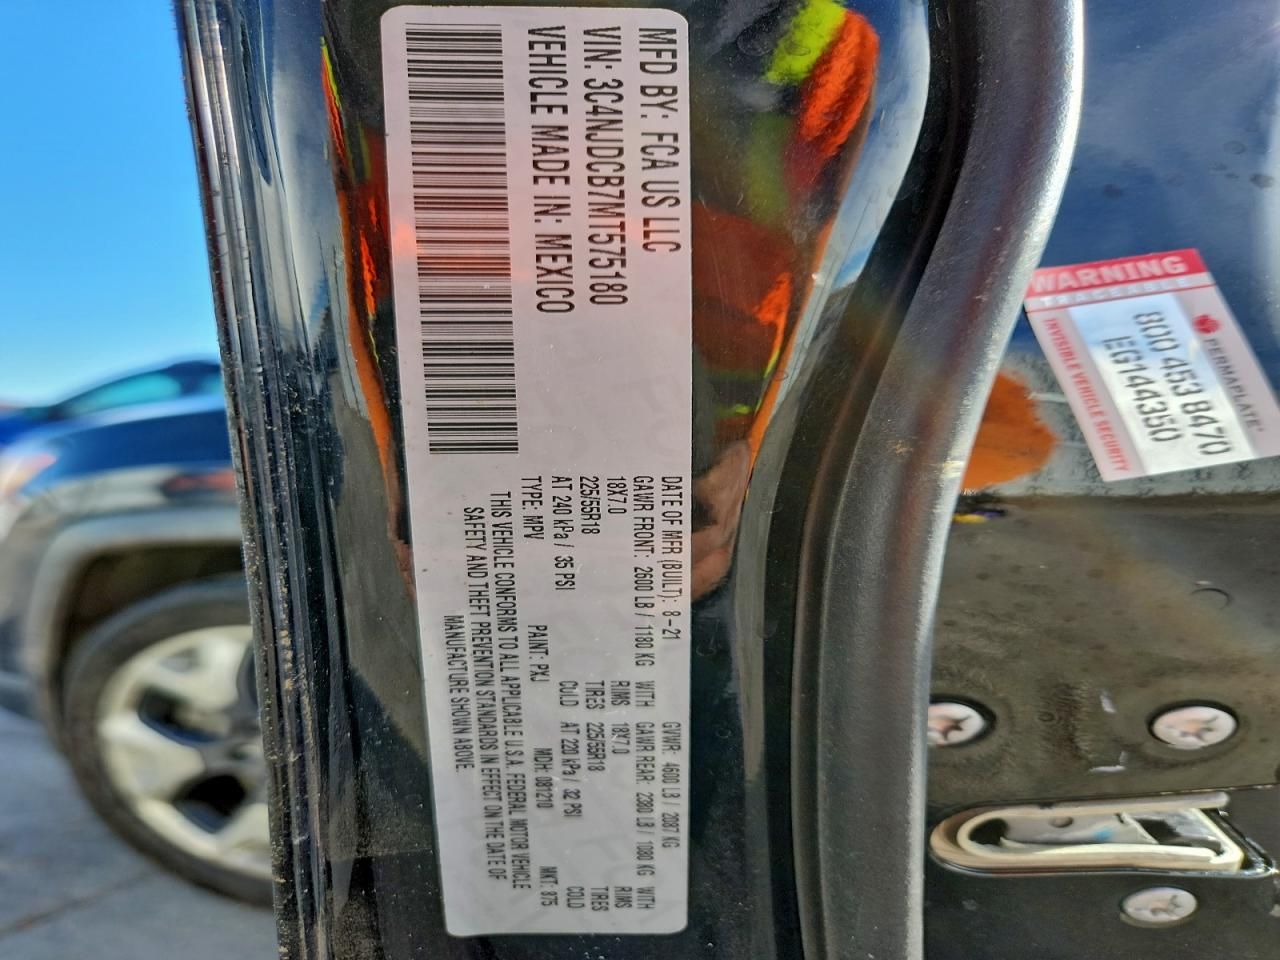 MFD BY: FCA US LLC
VIN: 3C4NJDCB7MT575180
VEHICLE MADE IN: MEXICO
DATE OF MFR (BUILT): 8-21 GVWR: 4600 LB / 2087 KG
GAWR FRONT: 2600 LB / 1180 KG WITH GAWR REAR: 2380 LB / 1080 KG WITH
18X7.0 RIMS 18X7.0 RIMS
225/55R18 TIRES 225/55R18 TIRES
AT 240 kPa / 35 PSI COLD AT 220 kPa / 32 PSI COLD
TYPE: MPV PAINT: PXJ MDH: 081210 MKT: 875
THIS VEHICLE CONFORMS TO ALL APPLICABLE U.S.A. FEDERAL MOTOR VEHICLE
SAFETY AND THEFT PREVENTION STANDARDS IN EFFECT ON THE DATE OF
MANUFACTURE SHOWN ABOVE.
WARNING
TRACEABLE
PERMAPLATE
800 453 8470
EG144350
INVISIBLE VEHICLE SECURITY